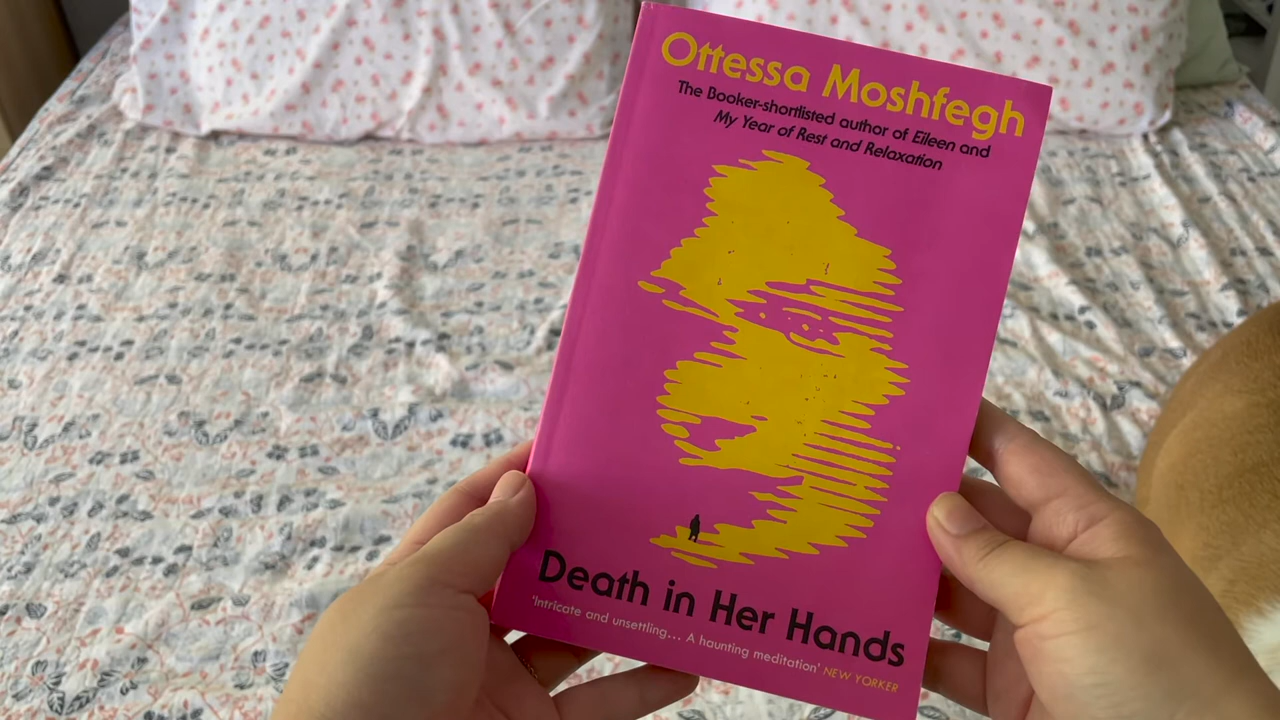 Ottessa Moshfegh
The Booker-shortlisted author of Eileen and
My Year of Rest and Relaxation
Death in Her Hands
‘Intricate and unsettling... A haunting meditation’ NEW YORKER